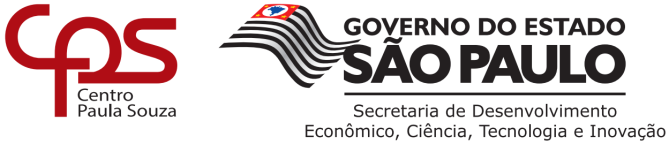 cps
Centro
Paula Souza
GOVERNO DO ESTADO
SÃO PAULO
Secretaria de Desenvolvimento
Econômico, Ciência, Tecnologia e Inovação